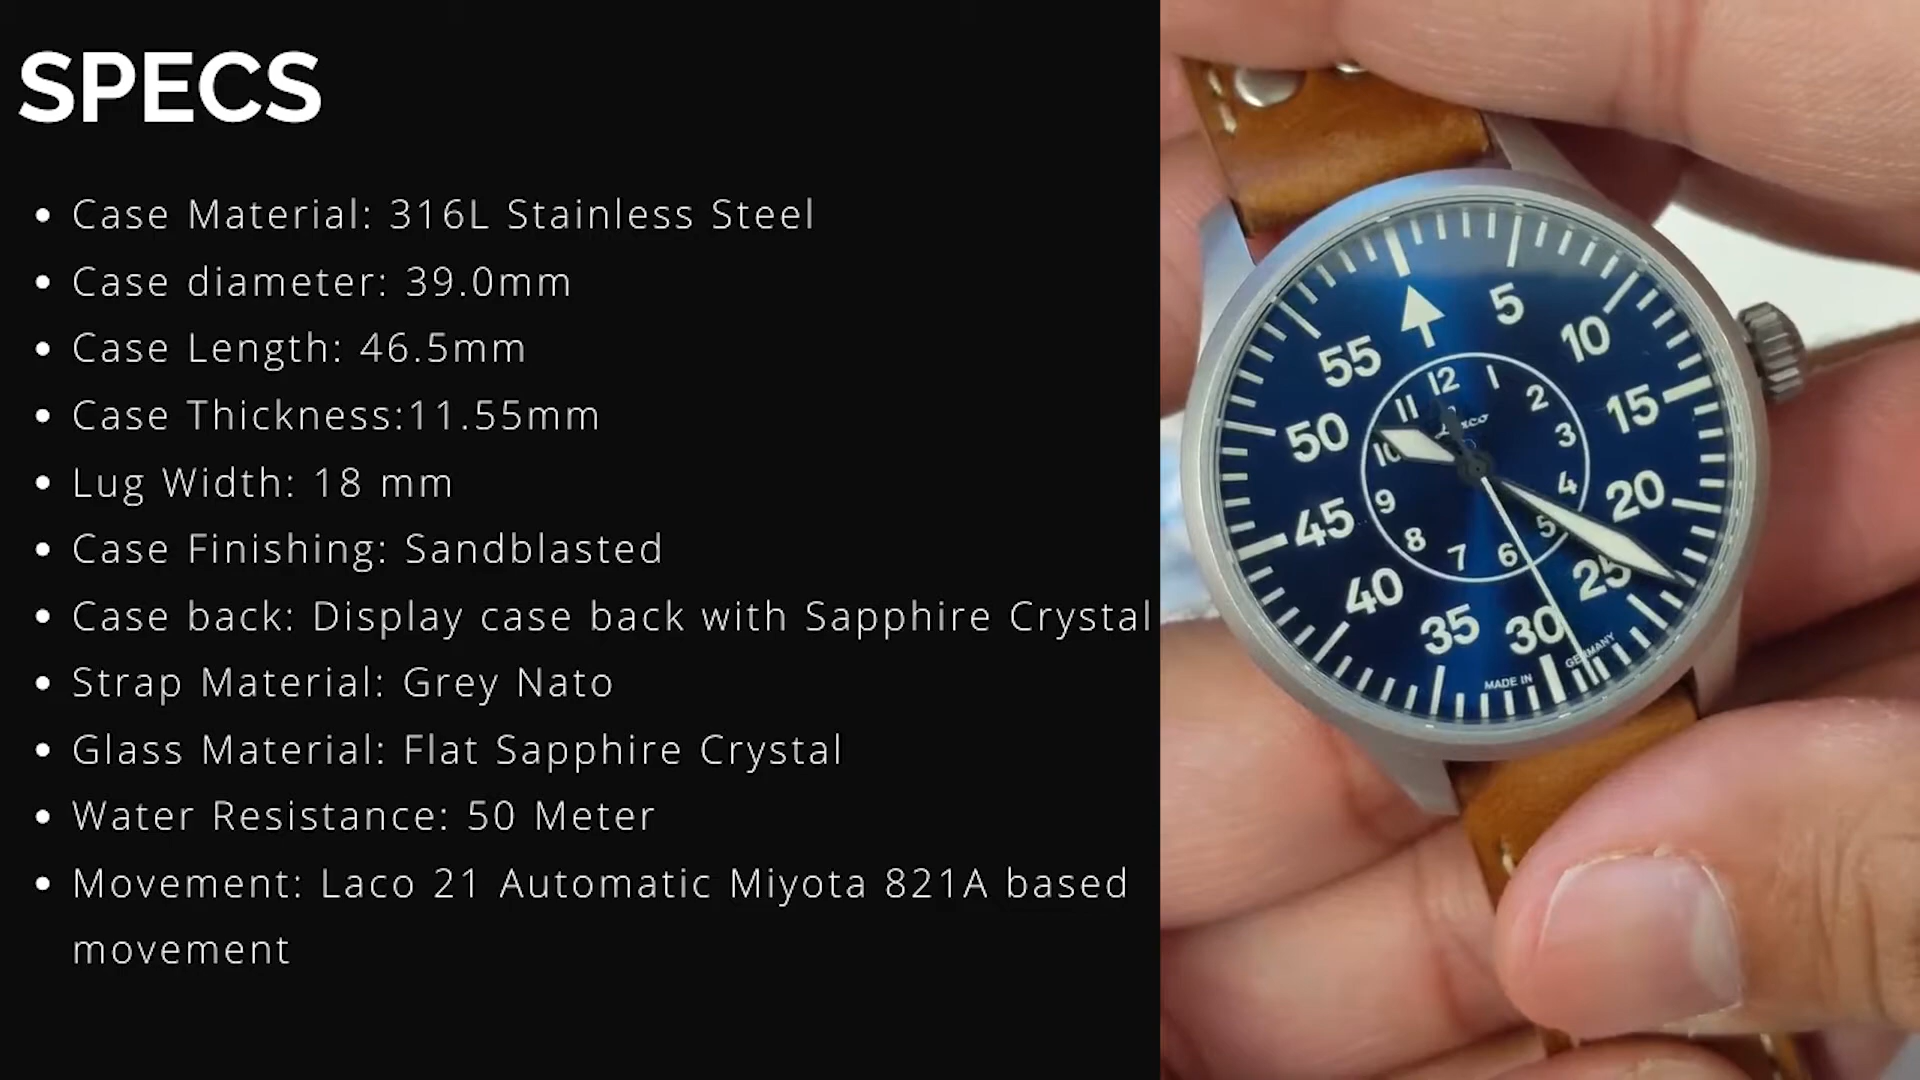 SPECS
Case Material: 316L Stainless Steel
Case diameter: 39.0mm
Case Length: 46.5mm
Case Thickness:11.55mm
Lug Width: 18 mm
Case Finishing: Sandblasted
Case back: Display case back with Sapphire Crystal
Strap Material: Grey Nato
Glass Material: Flat Sapphire Crystal
Water Resistance: 50 Meter
Movement: Laco 21 Automatic Miyota 821A based
movement
5
10
15
20
25
30
35
40
45
50
55
12
1
2
3
4
5
6
7
8
9
10
11
Laco
MADE IN GERMANY